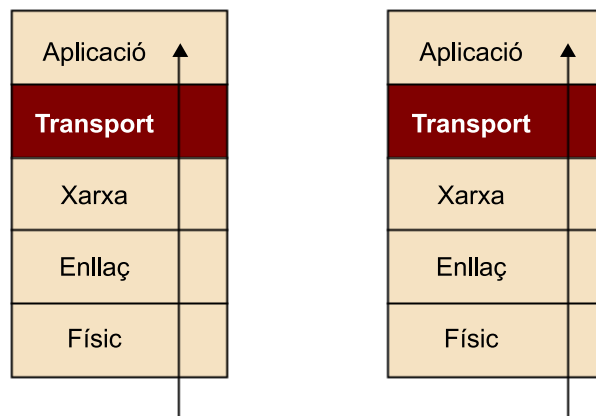 Aplicació
Transport
Xarxa
Enllaç
Físic
Aplicació
Transport
Xarxa
Enllaç
Físic